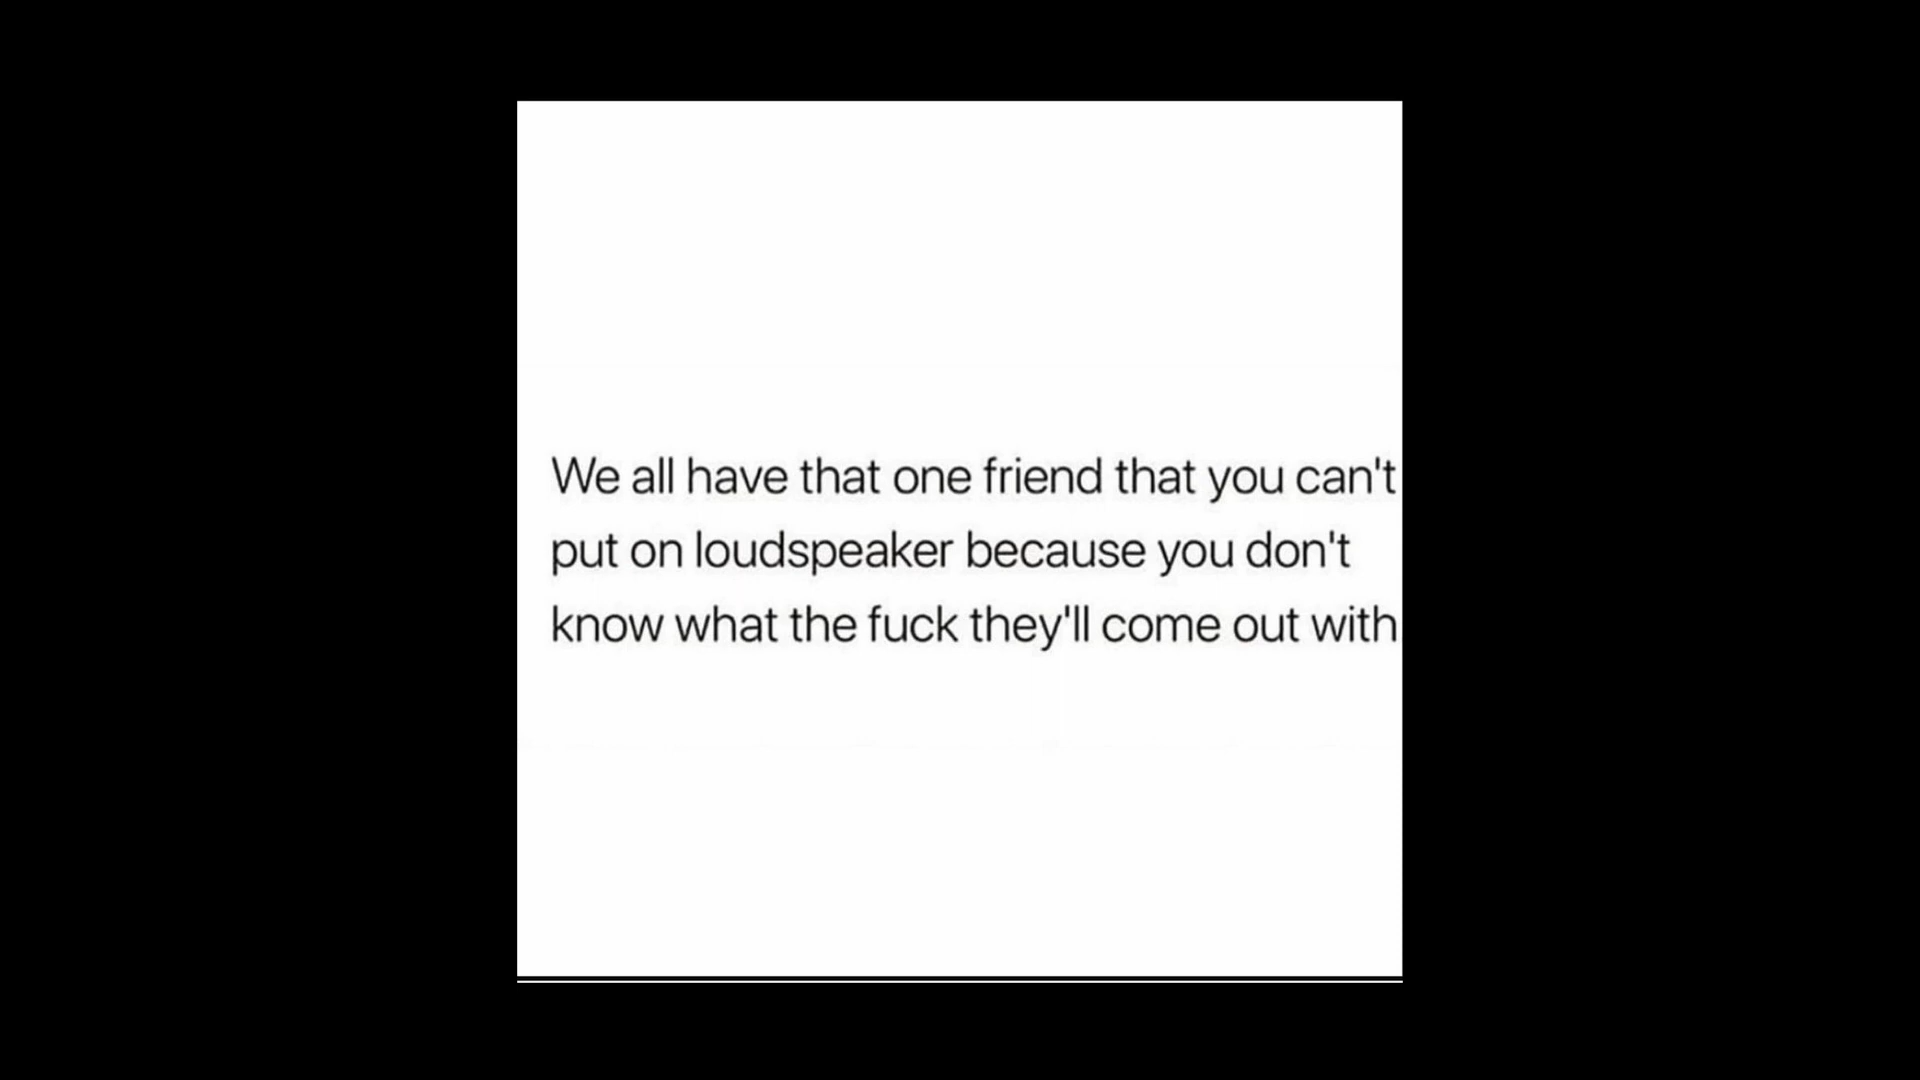 We all have that one friend that you can't
put on loudspeaker because you don't
know what the fuck they'll come out with